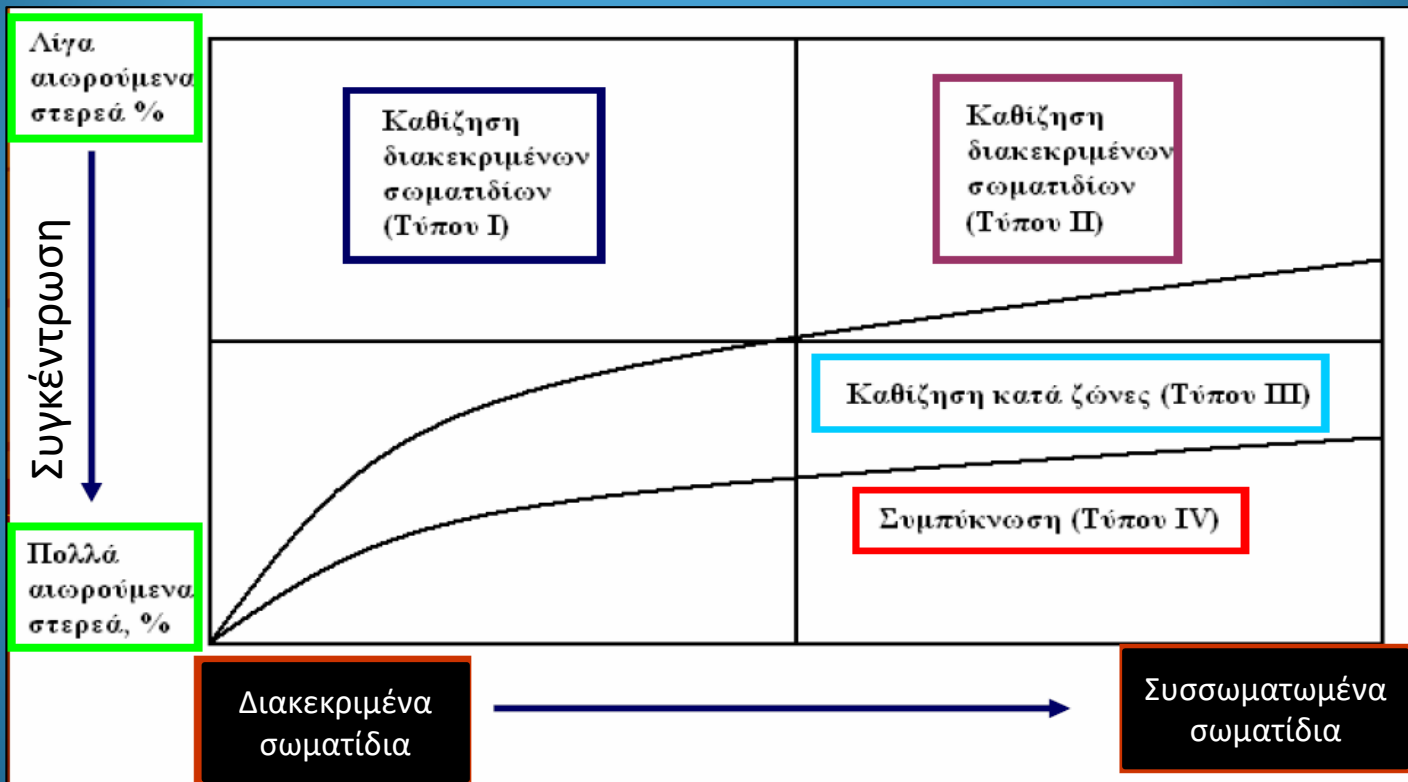 Λίγα
αιωρούμενα
στερεά %
Καθίζηση
διακεκριμένων
σωματιδίων
(Τύπου Ι)
Καθίζηση
διακεκριμένων
σωματιδίων
(Τύπου ΙΙ)
Συγκέντρωση
Καθίζηση κατά ζώνες (Τύπου ΙΙΙ)
Συμπύκνωση (Τύπου IV)
Πολλά
αιωρούμενα
στερεά, %
Διακεκριμένα
σωματίδια
Συσσωματωμένα
σωματίδια